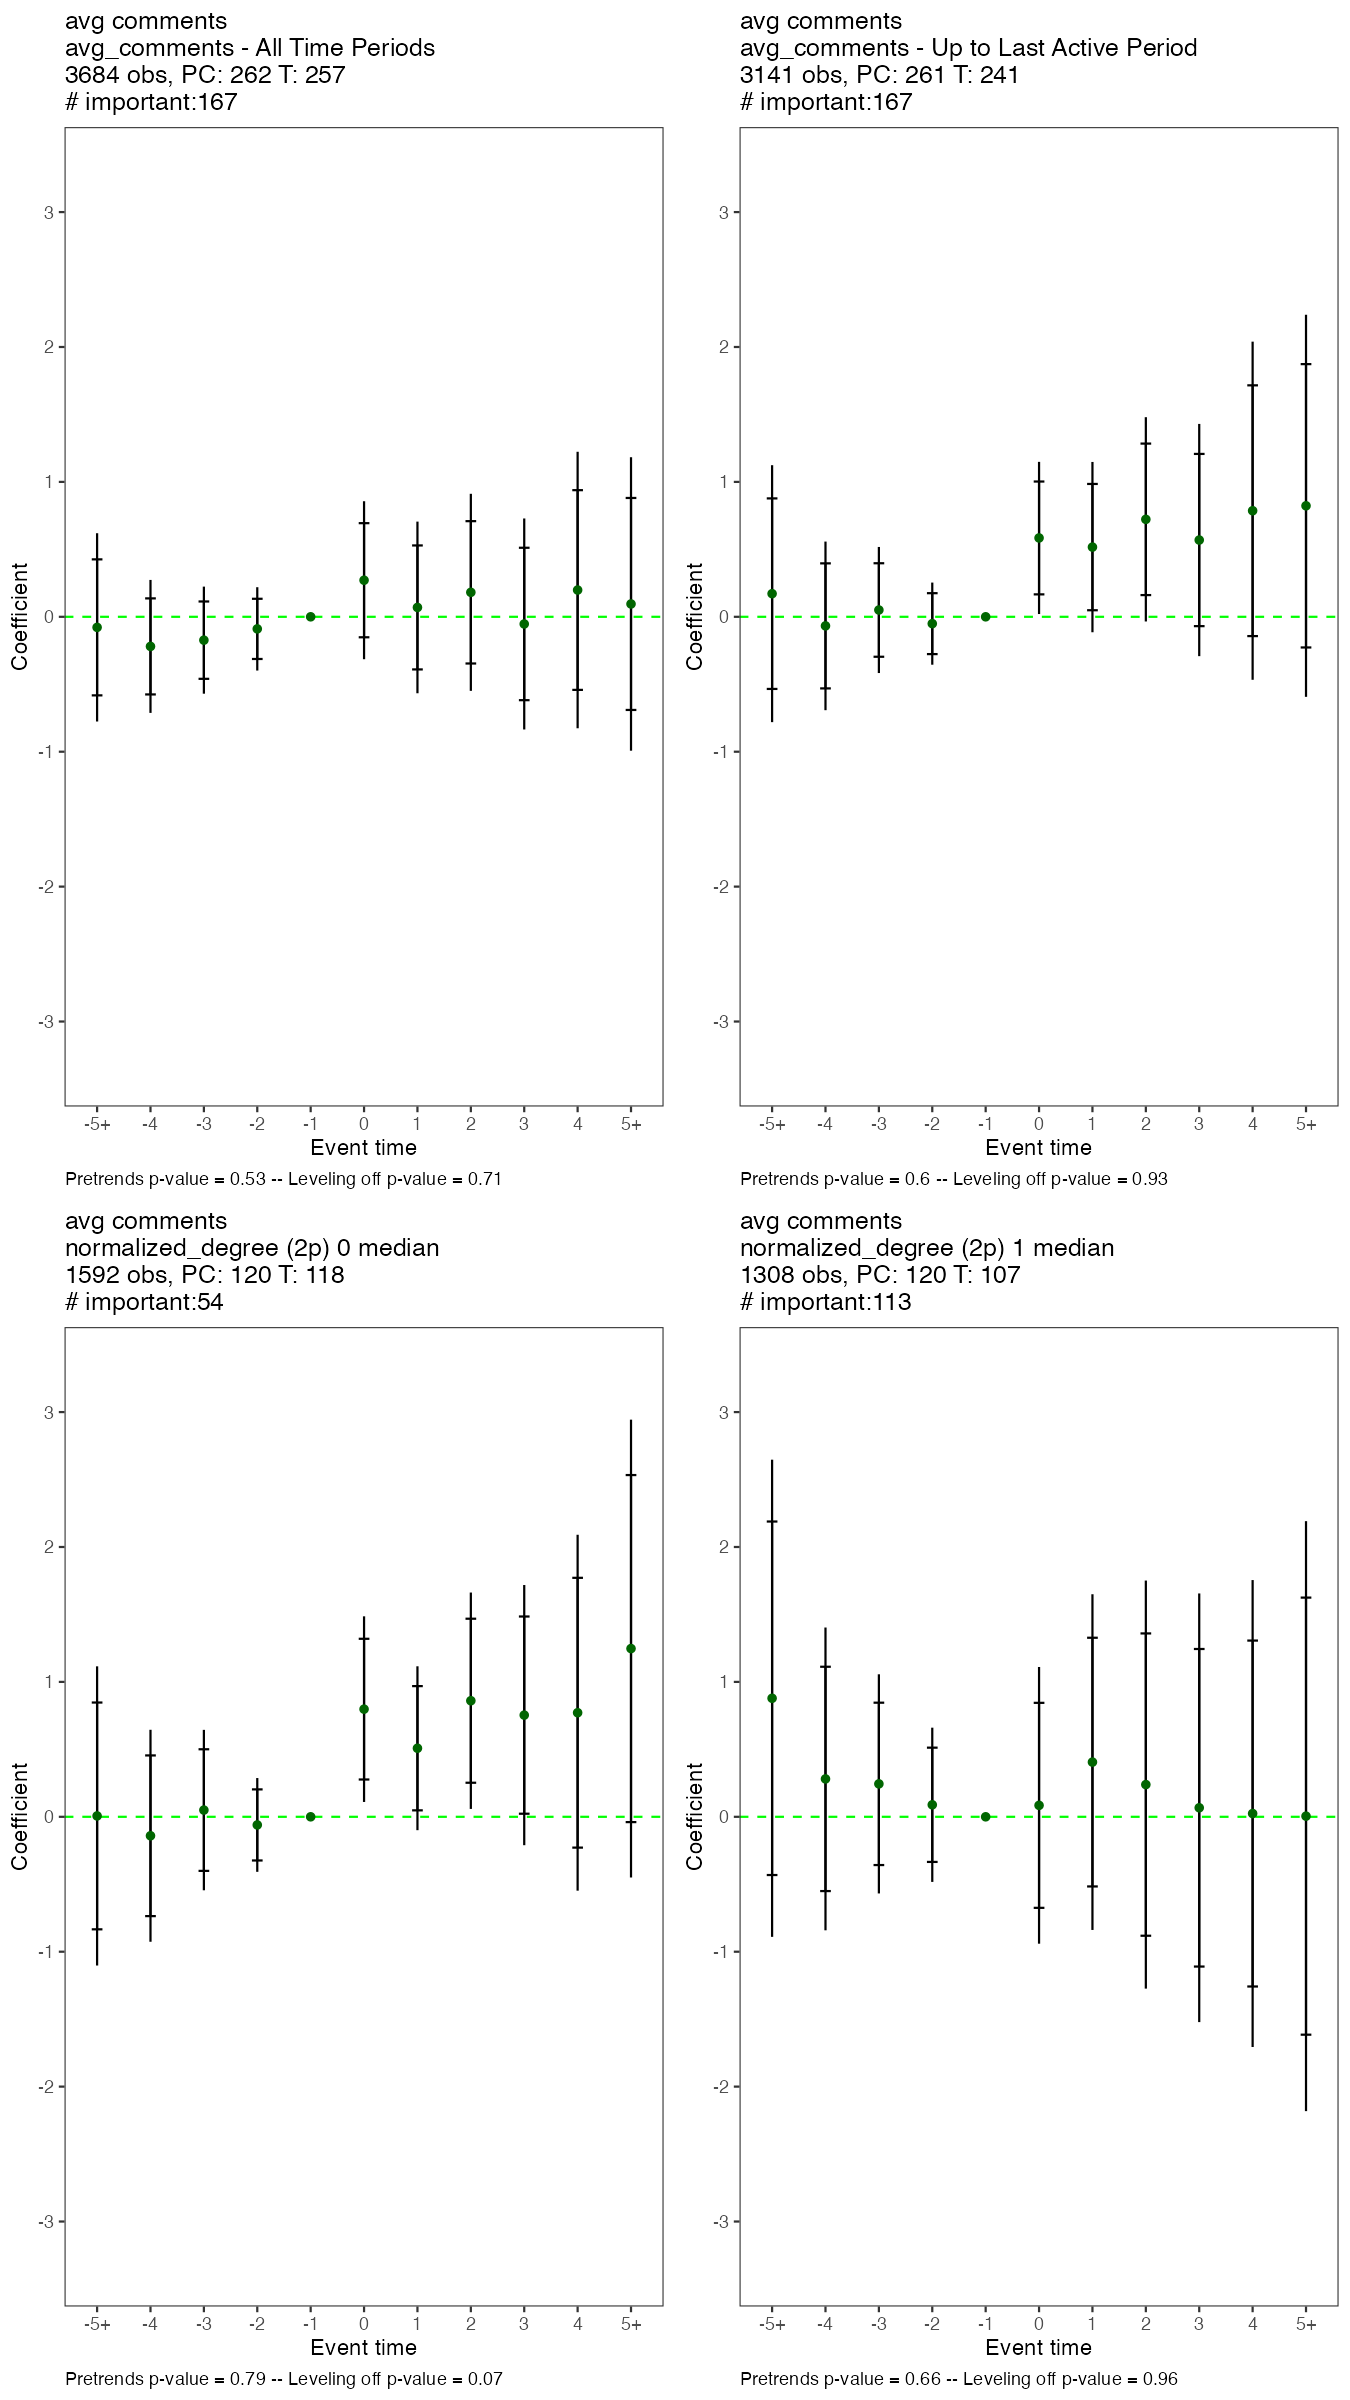 avg comments
avg_comments - All Time Periods
3684 obs, PC: 262 T: 257
# important:167
3
2
1
0
-1
-2
-3
Coefficient
-5+ -4 -3 -2 -1 0 1 2 3 4 5+
Event time
Pretrends p-value = 0.53 -- Leveling off p-value = 0.71
avg comments
avg_comments - Up to Last Active Period
3141 obs, PC: 261 T: 241
# important:167
3
2
1
0
-1
-2
-3
Coefficient
-5+ -4 -3 -2 -1 0 1 2 3 4 5+
Event time
Pretrends p-value = 0.6 -- Leveling off p-value = 0.93
avg comments
normalized_degree (2p) 0 median
1592 obs, PC: 120 T: 118
# important:54
3
2
1
0
-1
-2
-3
Coefficient
-5+ -4 -3 -2 -1 0 1 2 3 4 5+
Event time
Pretrends p-value = 0.79 -- Leveling off p-value = 0.07
avg comments
normalized_degree (2p) 1 median
1308 obs, PC: 120 T: 107
# important:113
3
2
1
0
-1
-2
-3
Coefficient
-5+ -4 -3 -2 -1 0 1 2 3 4 5+
Event time
Pretrends p-value = 0.66 -- Leveling off p-value = 0.96